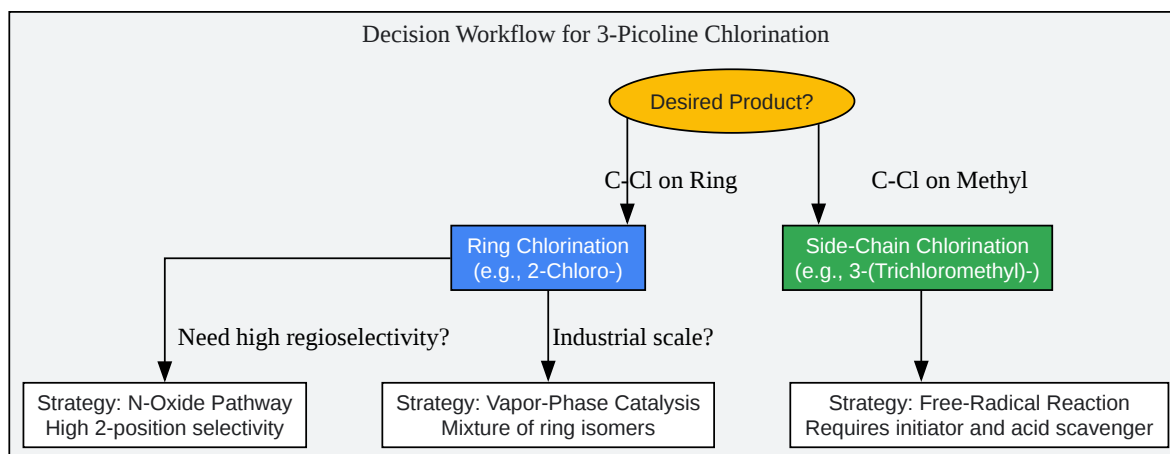 Decision Workflow for 3-Picoline Chlorination
Desired Product?
C-Cl on Ring
C-Cl on Methyl
Ring Chlorination
(e.g., 2-Chloro-)
Side-Chain Chlorination
(e.g., 3-(Trichloromethyl)-)
Need high regioselectivity?
Industrial scale?
Strategy: N-Oxide Pathway
High 2-position selectivity
Strategy: Vapor-Phase Catalysis
Mixture of ring isomers
Strategy: Free-Radical Reaction
Requires initiator and acid scavenger